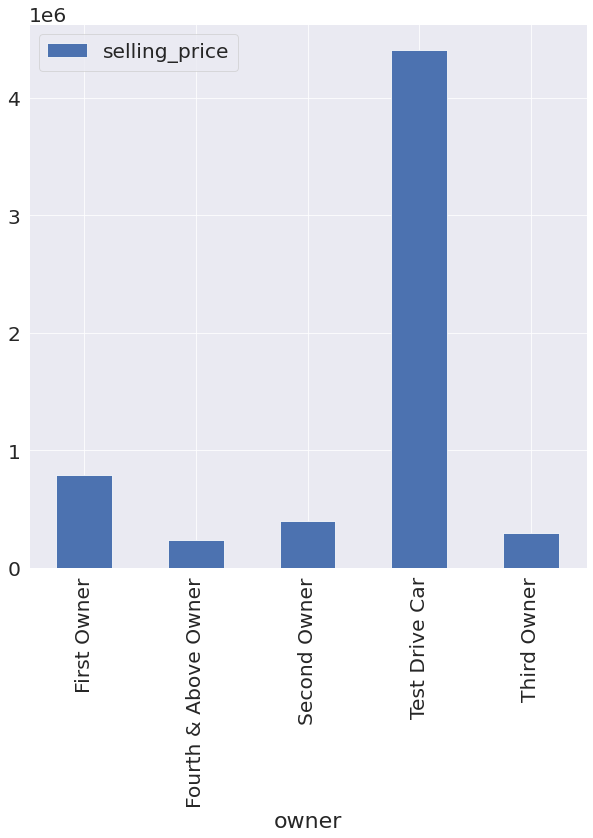 1e6
selling_price
4
3
2
1
0
First Owner
Fourth & Above Owner
Second Owner
Test Drive Car
Third Owner
owner